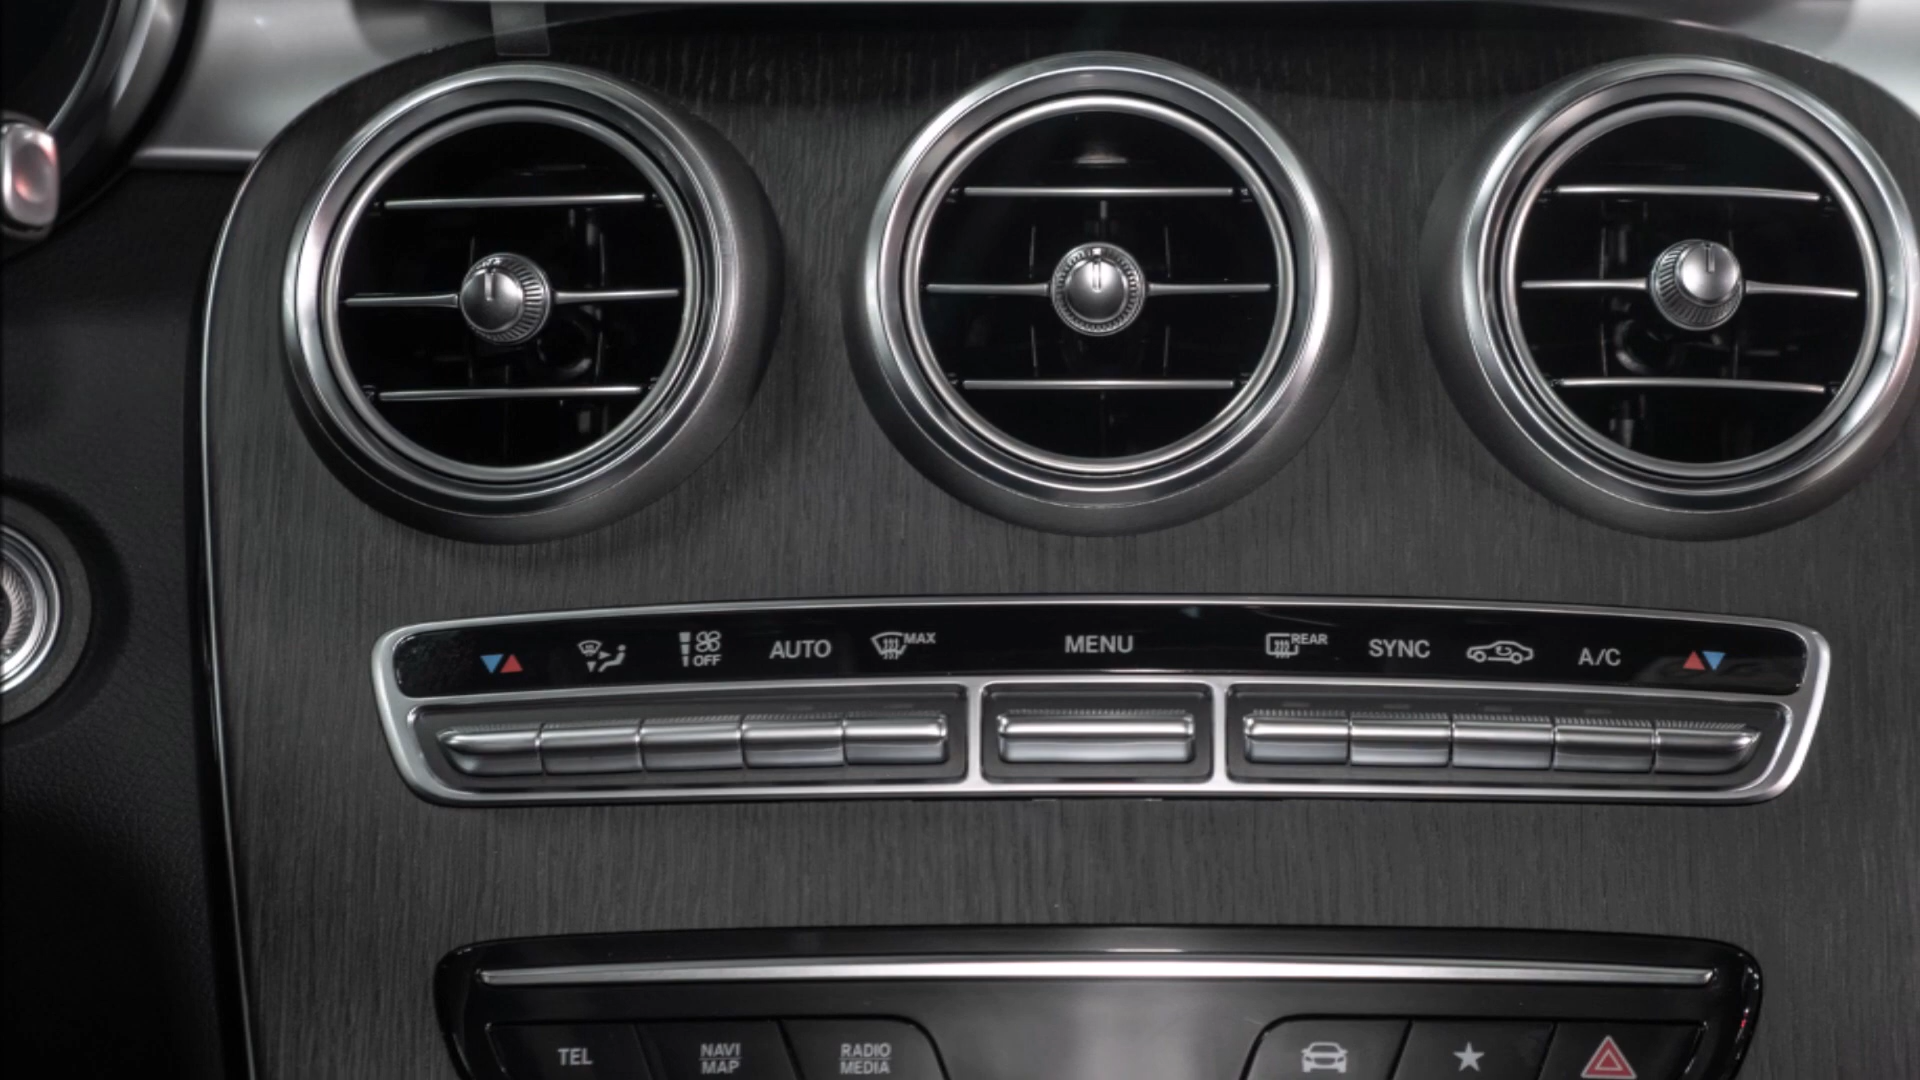 OFF
AUTO
MAX
MENU
REAR
SYNC
A/C
TEL
NAVI
MAP
RADIO
MEDIA